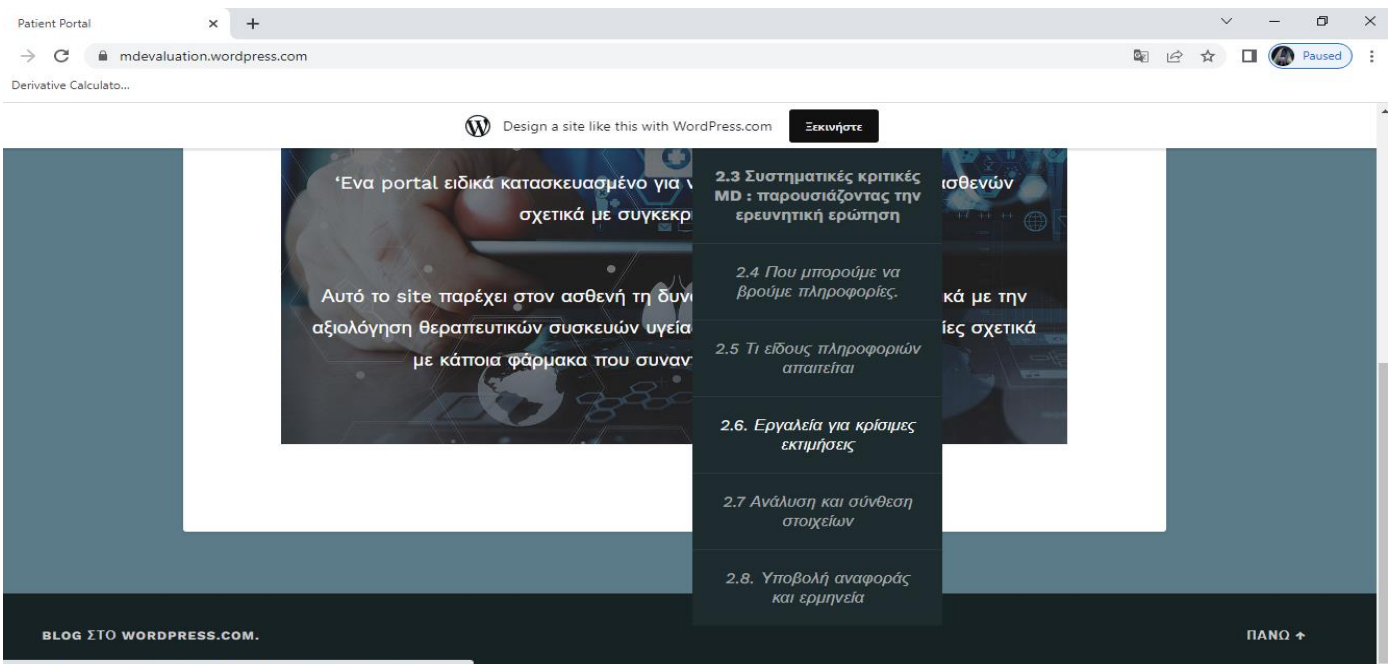 Patient Portal
mdevaluation.wordpress.com
Paused
Derivative Calculato...
Design a site like this with WordPress.com
Ξεκινήστε
‘Ενα portal ειδικά κατασκευασμένο για ν
ασθενών
σχετικά με συγκεκρ
Αυτό το site παρέχει στον ασθενή τη δυν
κά με την
αξιολόγηση θεραπευτικών συσκευών υγεία
ίες σχετικά
με κάποια φάρμακα που συναν
2.3 Συστηματικές κριτικές
MD : παρουσιάζοντας την
ερευνητική ερώτηση
2.4 Που μπορούμε να
βρούμε πληροφορίες.
2.5 Τι είδους πληροφοριών
απαιτείται
2.6. Εργαλεία για κρίσιμες
εκτιμήσεις
2.7 Ανάλυση και σύνθεση
στοιχείων
2.8. Υποβολή αναφοράς
και ερμηνεία
BLOG ΣΤΟ WORDPRESS.COM.
ΠΑΝΩ ↑